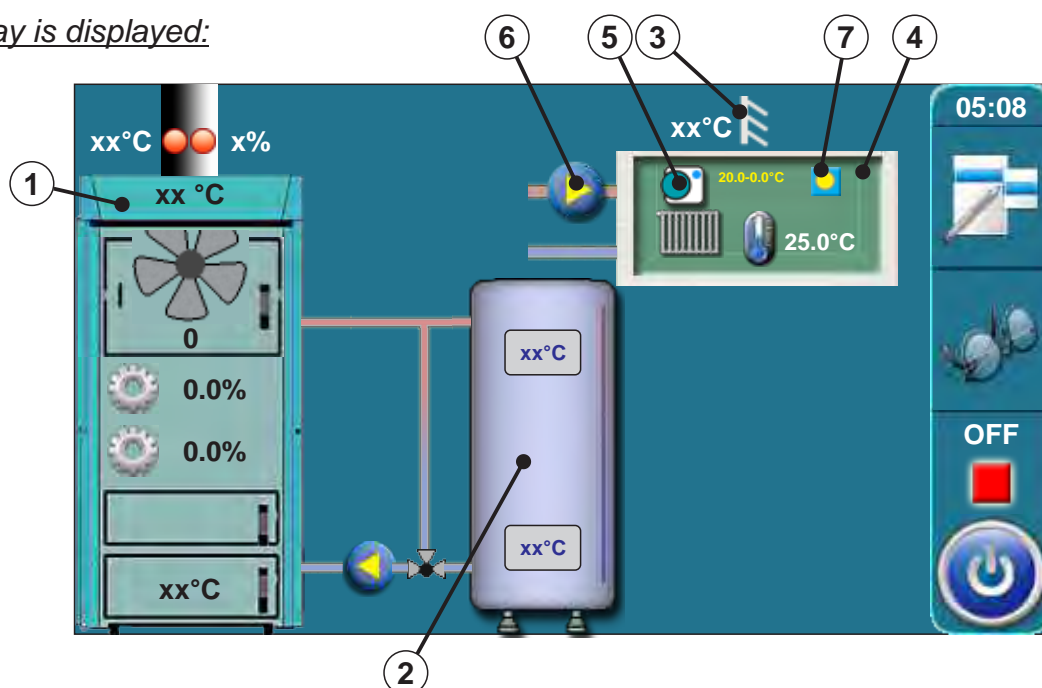 ay is displayed:
6 5 3 7 4
05:08
xx°C x% xx°C
1
xx °C
20.0-0.0°C
25.0°C
0
xx°C
0.0%
0.0%
OFF
xx°C
xx°C
2